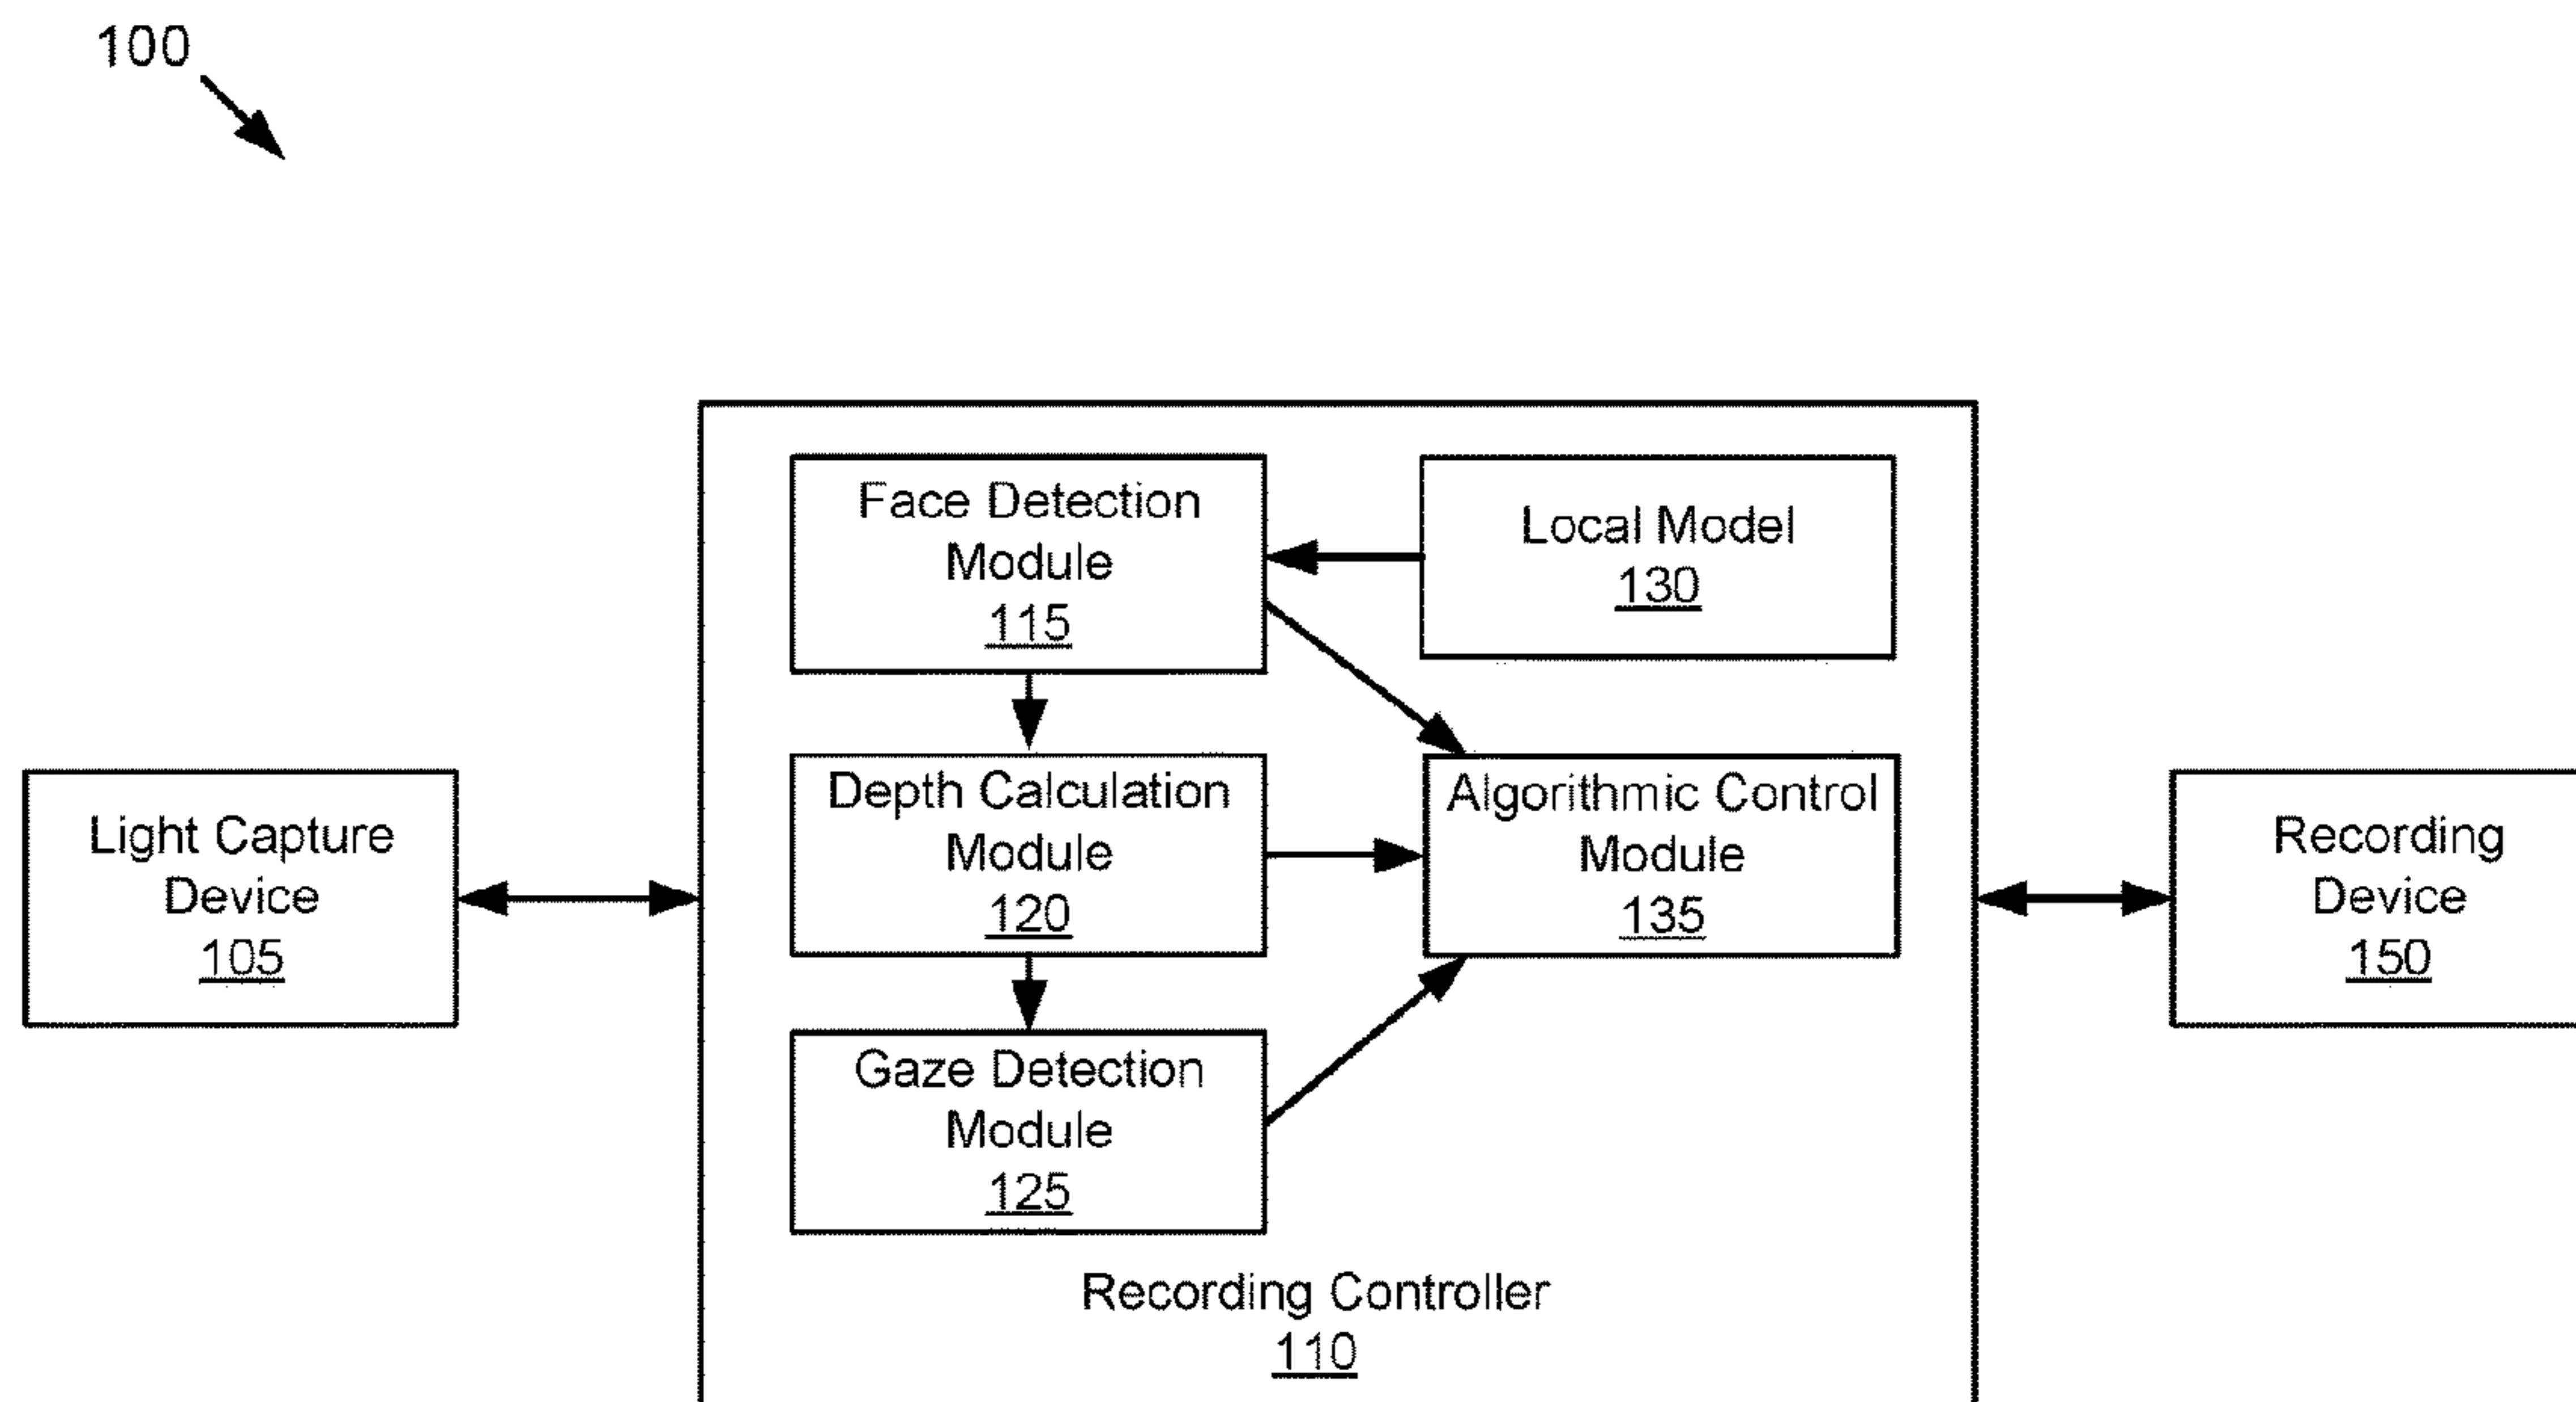 100
Face Detection
Module
115
Local Model
130
Light Capture
Device
105
Depth Calculation
Module
120
Algorithmic Control
Module
135
Recording
Device
150
Gaze Detection
Module
125
Recording Controller
110